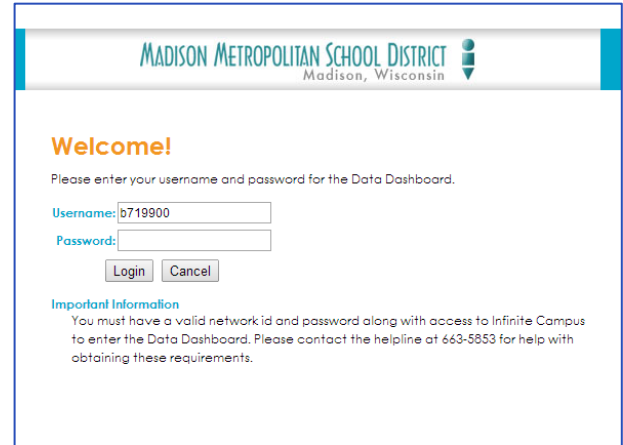 MADISON METROPOLITAN SCHOOL DISTRICT
Madison, Wisconsin
Welcome!
Please enter your username and password for the Data Dashboard.
Username: b719900
Password:
Login Cancel
Important Information
You must have a valid network id and password along with access to Infinite Campus
to enter the Data Dashboard. Please contact the helpline at 663-5853 for help with
obtaining these requirements.